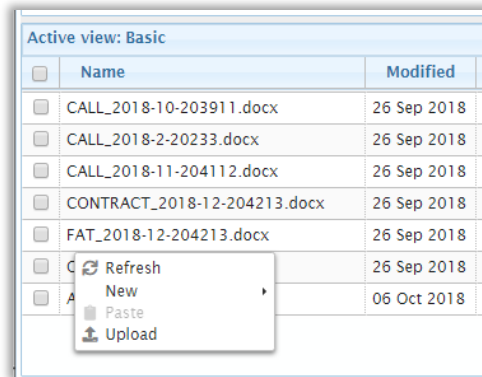 Active view: Basic
Name Modified
CALL_2018-10-203911.docx 26 Sep 2018
CALL_2018-2-20233.docx 26 Sep 2018
CALL_2018-11-204112.docx 26 Sep 2018
CONTRACT_2018-12-204213.docx 26 Sep 2018
FAT_2018-12-204213.docx 26 Sep 2018
26 Sep 2018
06 Oct 2018
Refresh
New
Paste
Upload